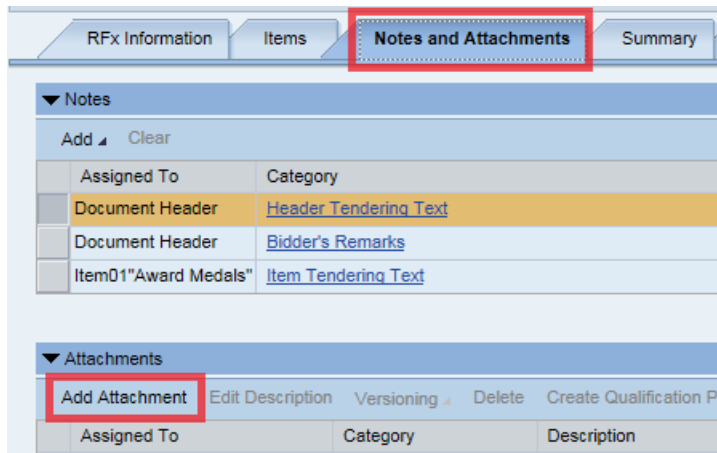 RFx Information Items Notes and Attachments Summary
Notes
Add Clear
Assigned To Category
Document Header Header Tendering Text
Document Header Bidder's Remarks
Item01"Award Medals" Item Tendering Text
Attachments
Add Attachment Edit Description Versioning Delete Create Qualification P
Assigned To Category Description